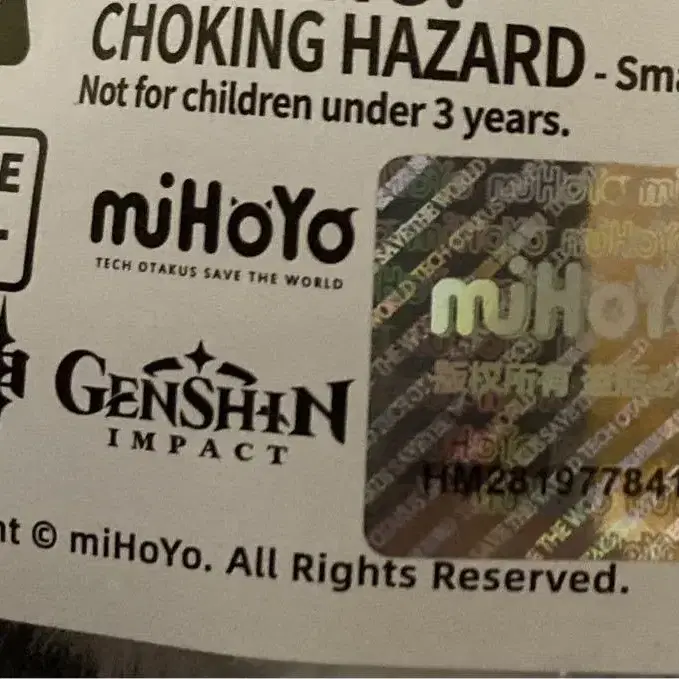 CHOKING HAZARD - Sma
Not for children under 3 years.
E
miHoYo
TECH OTAKUS SAVE THE WORLD
miHoY
版权所有
HM281977841
GENSHIN
IMPACT
nt © miHoYo. All Rights Reserved.